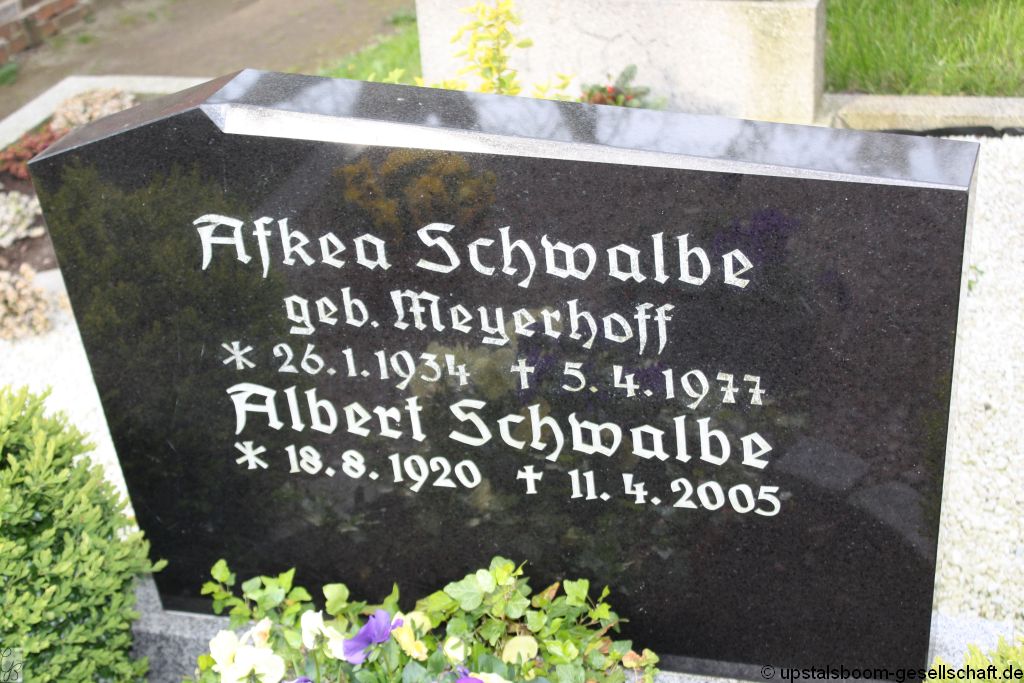 Afkea Schwalbe
geb. Meyerhoff
* 26.1.1934 † 5.4.1977
Albert Schwalbe
* 18.8.1920 † 11.4.2005
© upstalsboom-gesellschaft.de